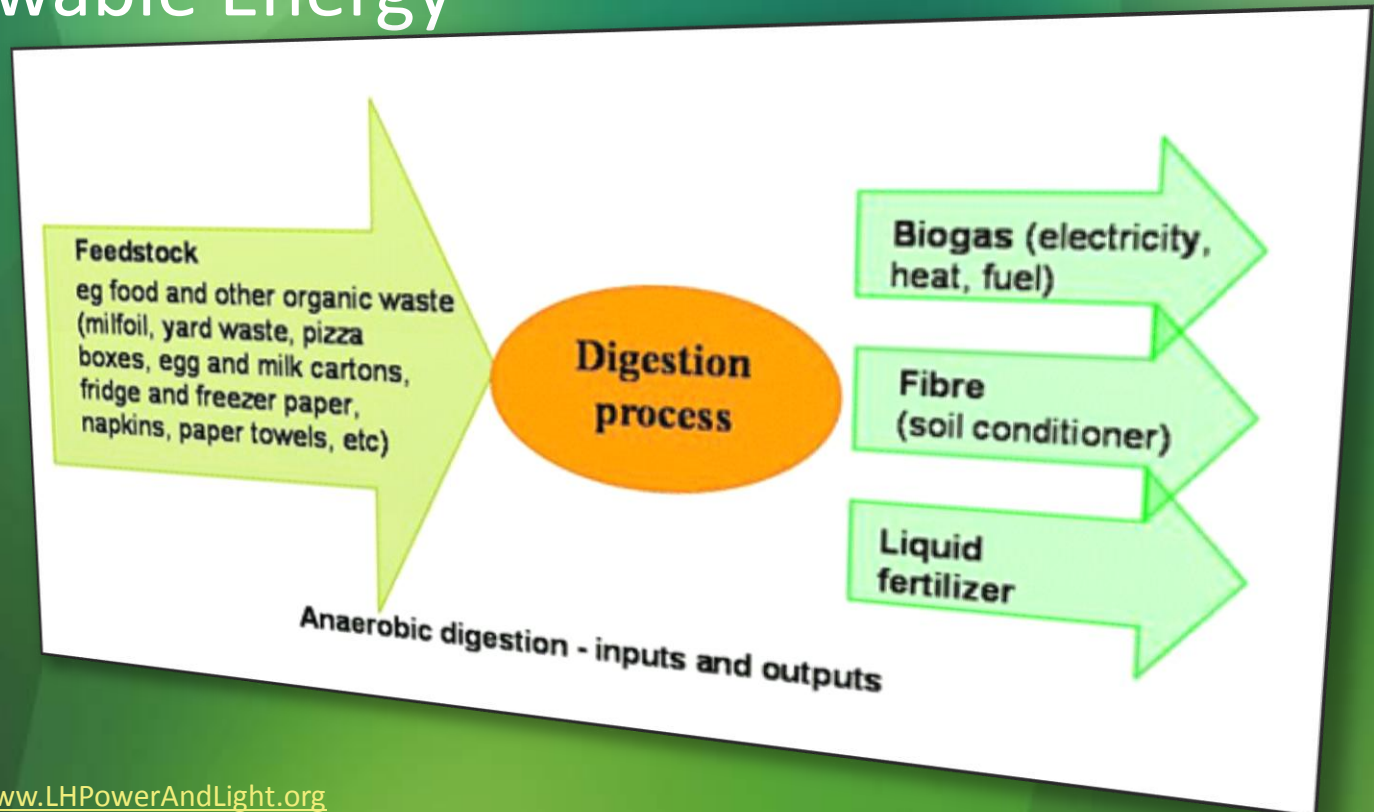 wable Energy
Feedstock
eg food and other organic waste
(milfoil, yard waste, pizza
boxes, egg and milk cartons,
fridge and freezer paper,
napkins, paper towels, etc)
Digestion
process
Biogas (electricity,
heat, fuel)
Fibre
(soil conditioner)
Liquid
fertilizer
Anaerobic digestion - inputs and outputs
ww.LHPowerAndLight.org